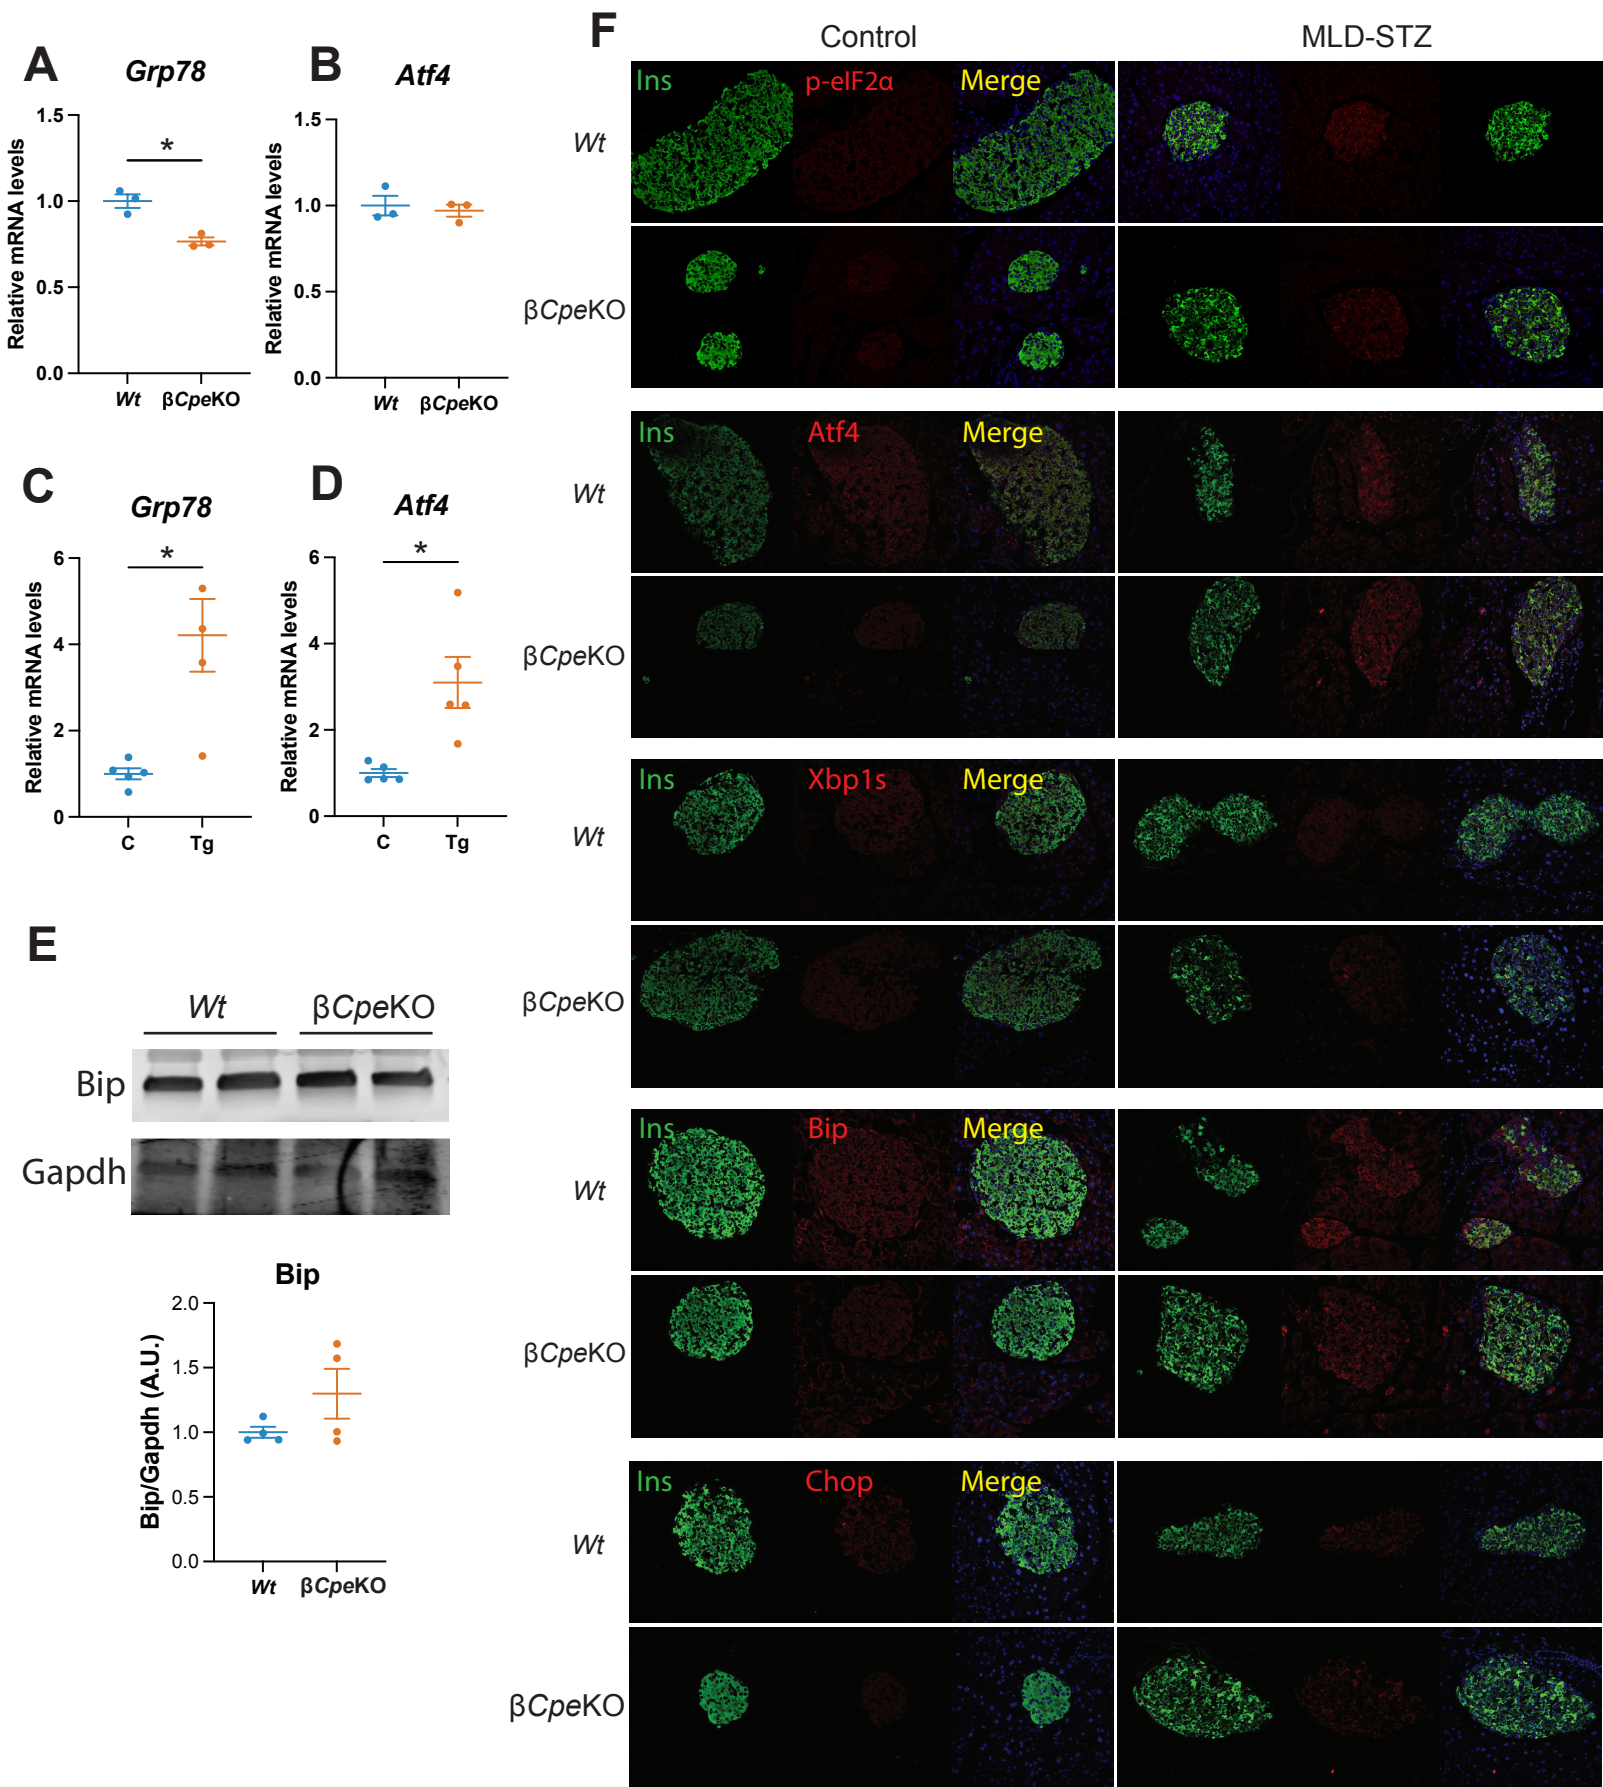 A
Grp78
Relative mRNA levels
1.5
1.0
0.5
0.0
*
Wt
βCpeKO
B
Atf4
Relative mRNA levels
1.5
1.0
0.5
0.0
Wt
βCpeKO
C
Grp78
Relative mRNA levels
6
4
2
0
*
C
Tg
D
Atf4
Relative mRNA levels
6
4
2
0
*
C
Tg
E
Wt
βCpeKO
Bip
Gapdh
Bip
Bip/Gapdh (A.U.)
2.0
1.5
1.0
0.5
0.0
Wt
βCpeKO
F
Control
MLD-STZ
Wt
Ins
p-eIF2α
Merge
βCpeKO
Wt
Ins
Atf4
Merge
βCpeKO
Wt
Ins
Xbp1s
Merge
βCpeKO
Wt
Ins
Bip
Merge
βCpeKO
Wt
Ins
Chop
Merge
βCpeKO